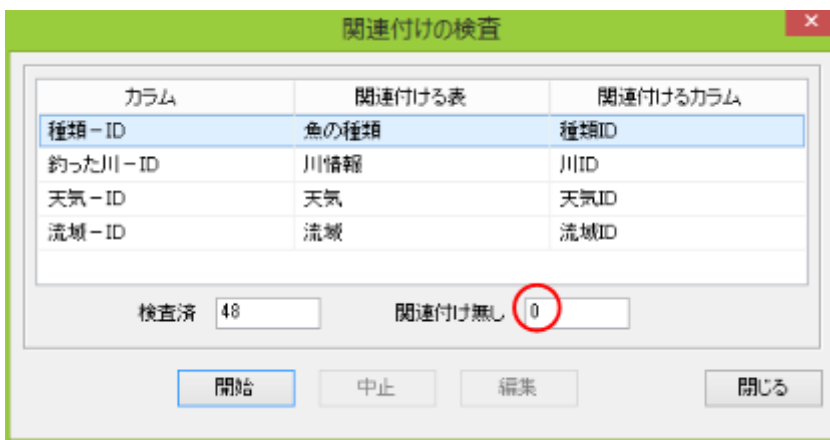 関連付けの検査
カラム 関連付ける表 関連付けるカラム
種類－ID 魚の種類 種類ID
釣った川－ID 川情報 川ID
天気－ID 天気 天気ID
流域－ID 流域 流域ID
検査済 48 関連付け無し 0
開始 中止 編集 閉じる